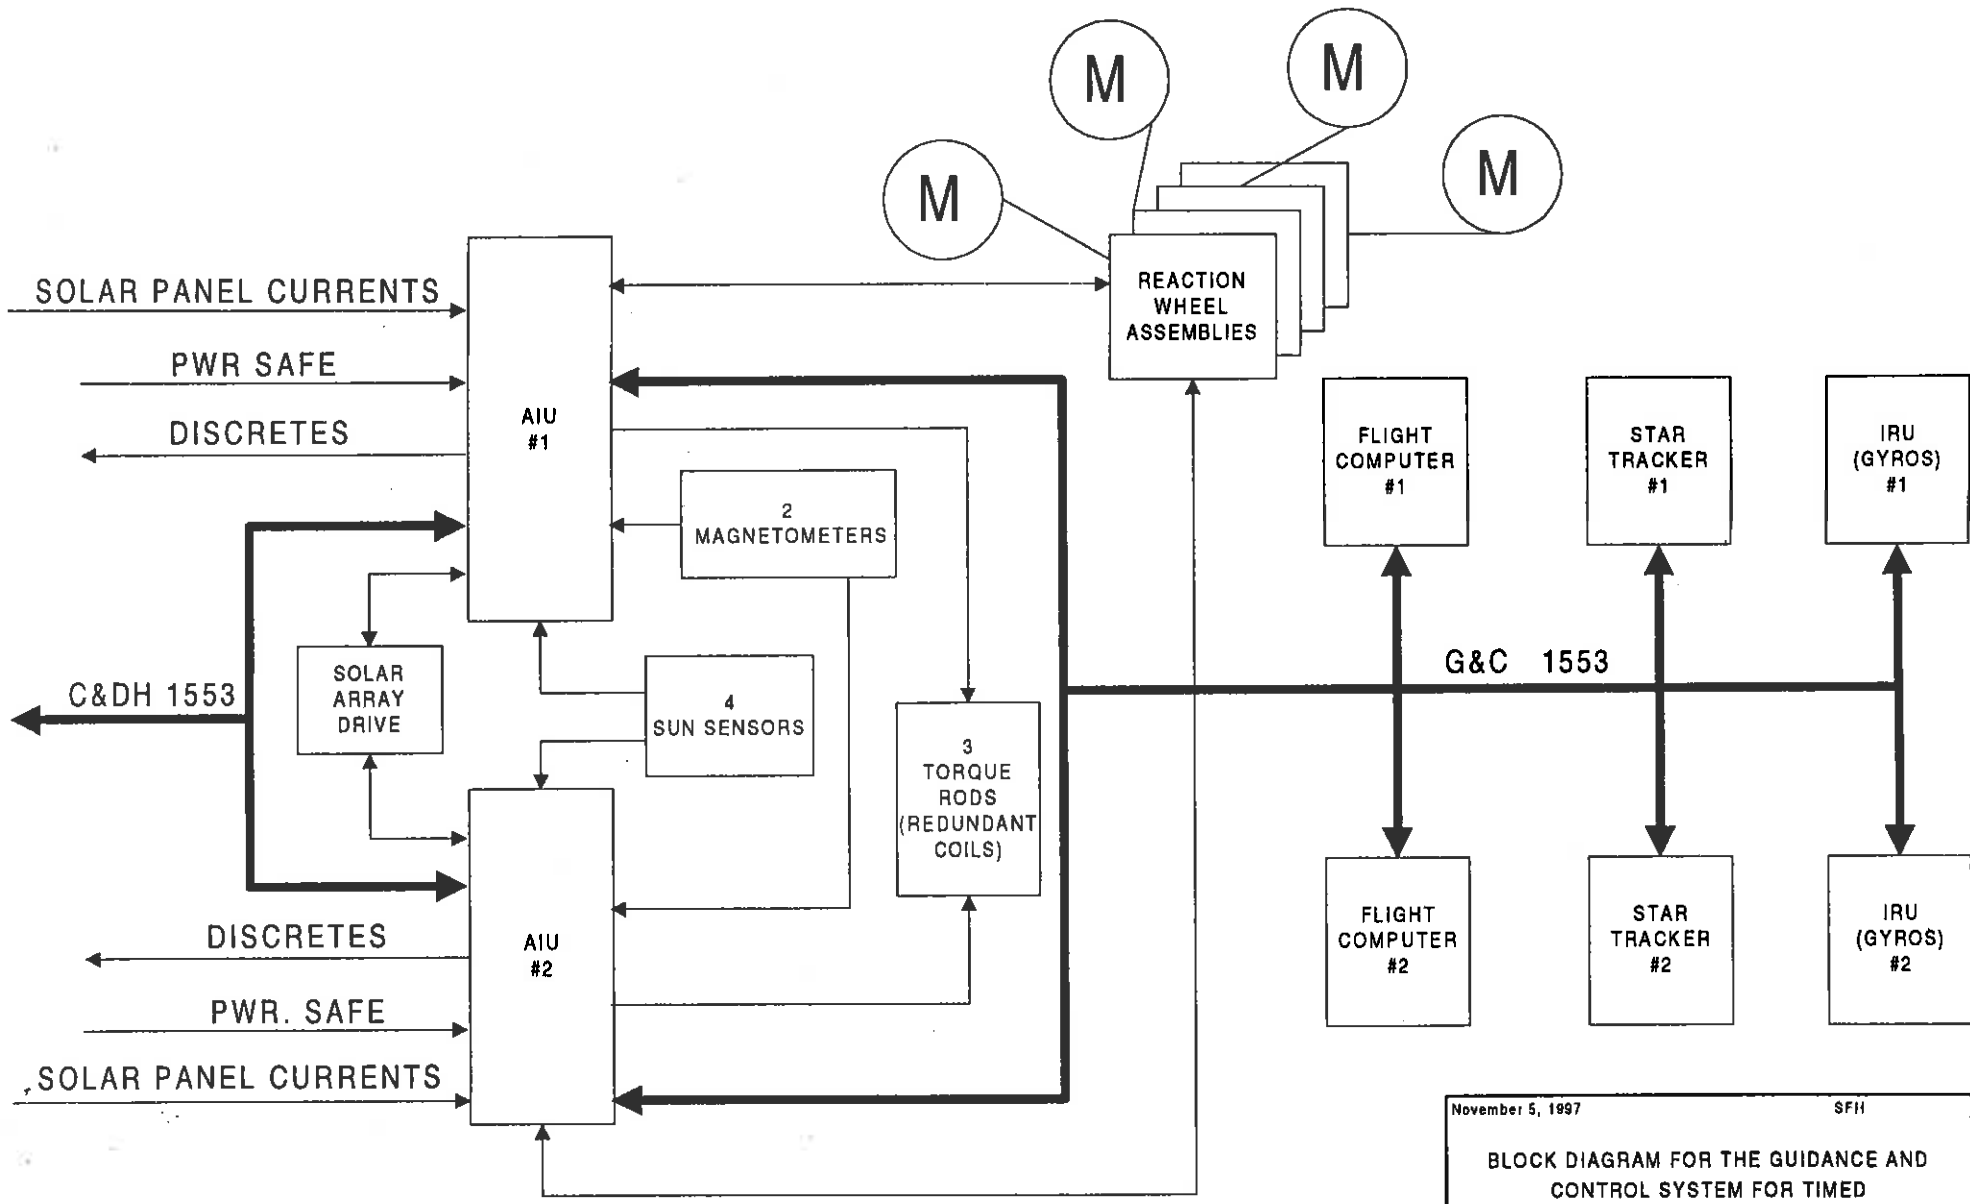 M
M
M
M
REACTION
WHEEL
ASSEMBLIES
SOLAR PANEL CURRENTS
PWR SAFE
DISCRETES
AIU
#1
2
MAGNETOMETERS
FLIGHT
COMPUTER
#1
STAR
TRACKER
#1
IRU
(GYROS)
#1
C&DH 1553
SOLAR
ARRAY
DRIVE
4
SUN SENSORS
G&C 1553
3
TORQUE
RODS
(REDUNDANT
COILS)
AIU
#2
FLIGHT
COMPUTER
#2
STAR
TRACKER
#2
IRU
(GYROS)
#2
DISCRETES
PWR. SAFE
SOLAR PANEL CURRENTS
November 5, 1997 SFH
BLOCK DIAGRAM FOR THE GUIDANCE AND
CONTROL SYSTEM FOR TIMED